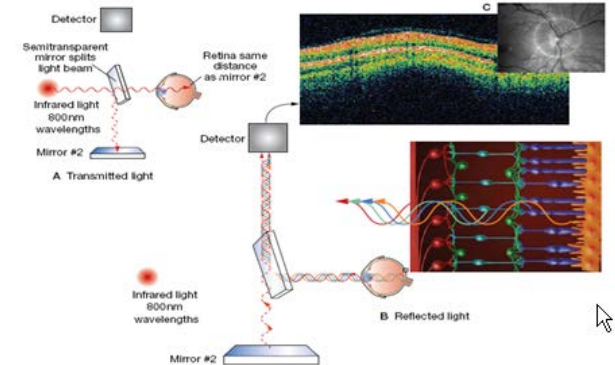 Detector
Semitransparent
mirror splits
light beam
Retina same
distance
as mirror #2
Infrared light
800nm
wavelengths
Mirror #2
A Transmitted light
C
Detector
Infrared light
800nm
wavelengths
B Reflected light
Mirror #2